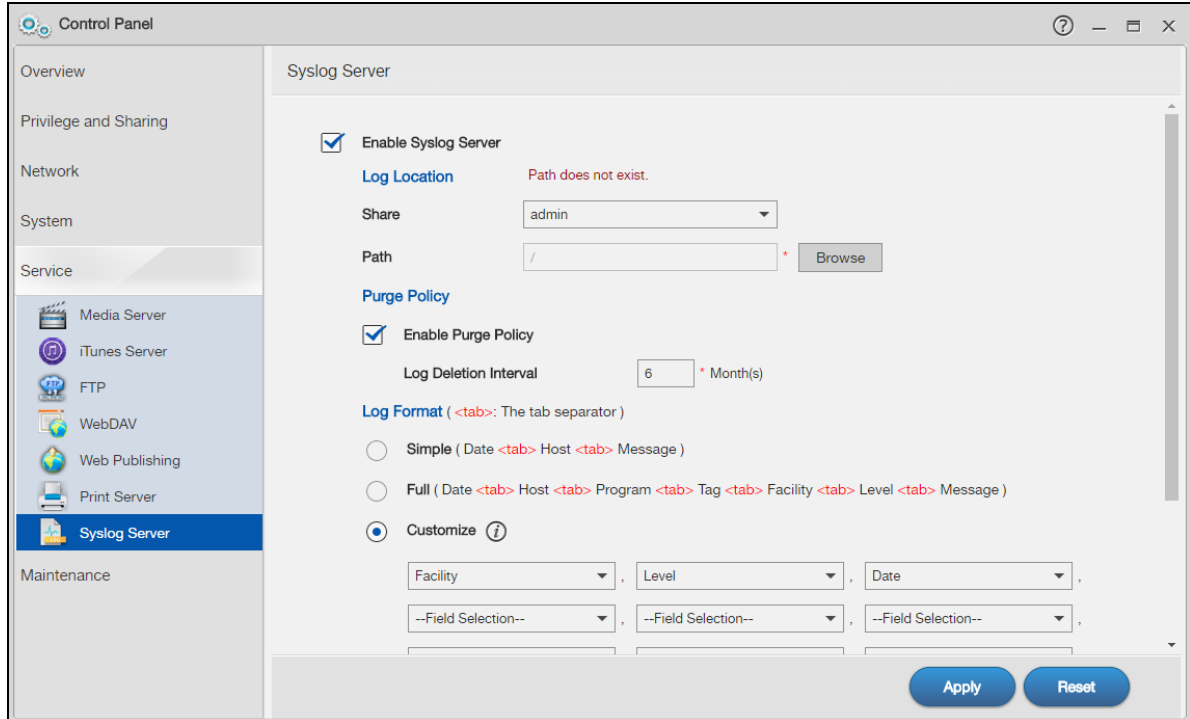 Control Panel
Overview
Privilege and Sharing
Network
System
Service
Media Server
iTunes Server
FTP
WebDAV
Web Publishing
Print Server
Syslog Server
Maintenance
Syslog Server
Enable Syslog Server
Log Location Path does not exist.
Share admin
Path / * Browse
Purge Policy
Enable Purge Policy
Log Deletion Interval 6 * Month(s)
Log Format ( <tab>: The tab separator )
Simple ( Date <tab> Host <tab> Message )
Full ( Date <tab> Host <tab> Program <tab> Tag <tab> Facility <tab> Level <tab> Message )
Customize i
Facility , Level , Date ,
--Field Selection-- , --Field Selection-- , --Field Selection-- ,
Apply Reset